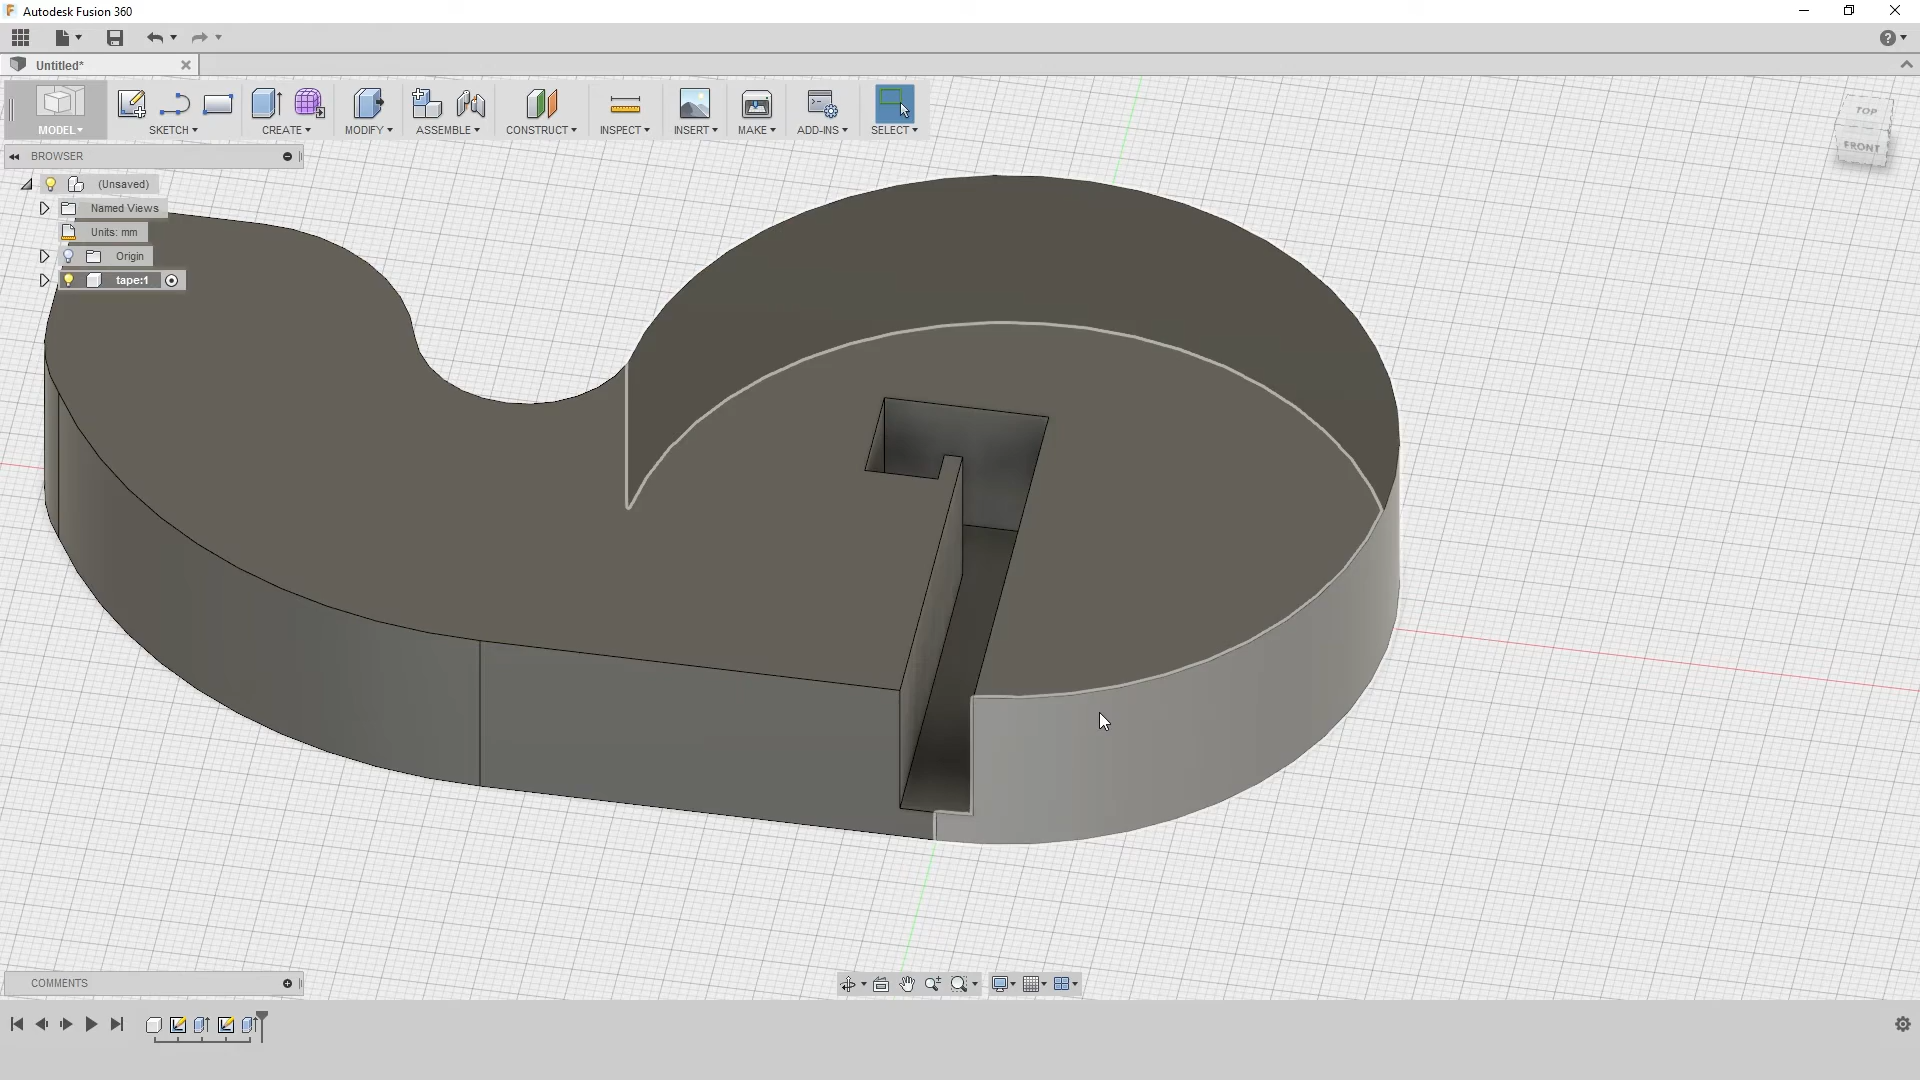 Autodesk Fusion 360
Untitled*
MODEL
SKETCH
CREATE
MODIFY
ASSEMBLE
CONSTRUCT
INSPECT
INSERT
MAKE
ADD-INS
SELECT
TOP
FRONT
BROWSER
(Unsaved)
Named Views
Units: mm
Origin
tape:1
COMMENTS